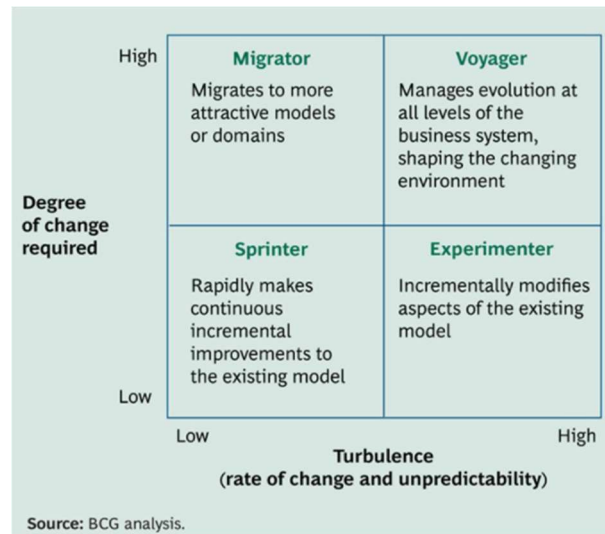 High
Migrator
Migrates to more
attractive models
or domains
Voyager
Manages evolution at
all levels of the
business system,
shaping the changing
environment
Degree
of change
required
Sprinter
Rapidly makes
continuous
incremental
improvements to
the existing model
Experimenter
Incrementally modifies
aspects of the existing
model
Low
Low
High
Turbulence
(rate of change and unpredictability)
Source: BCG analysis.